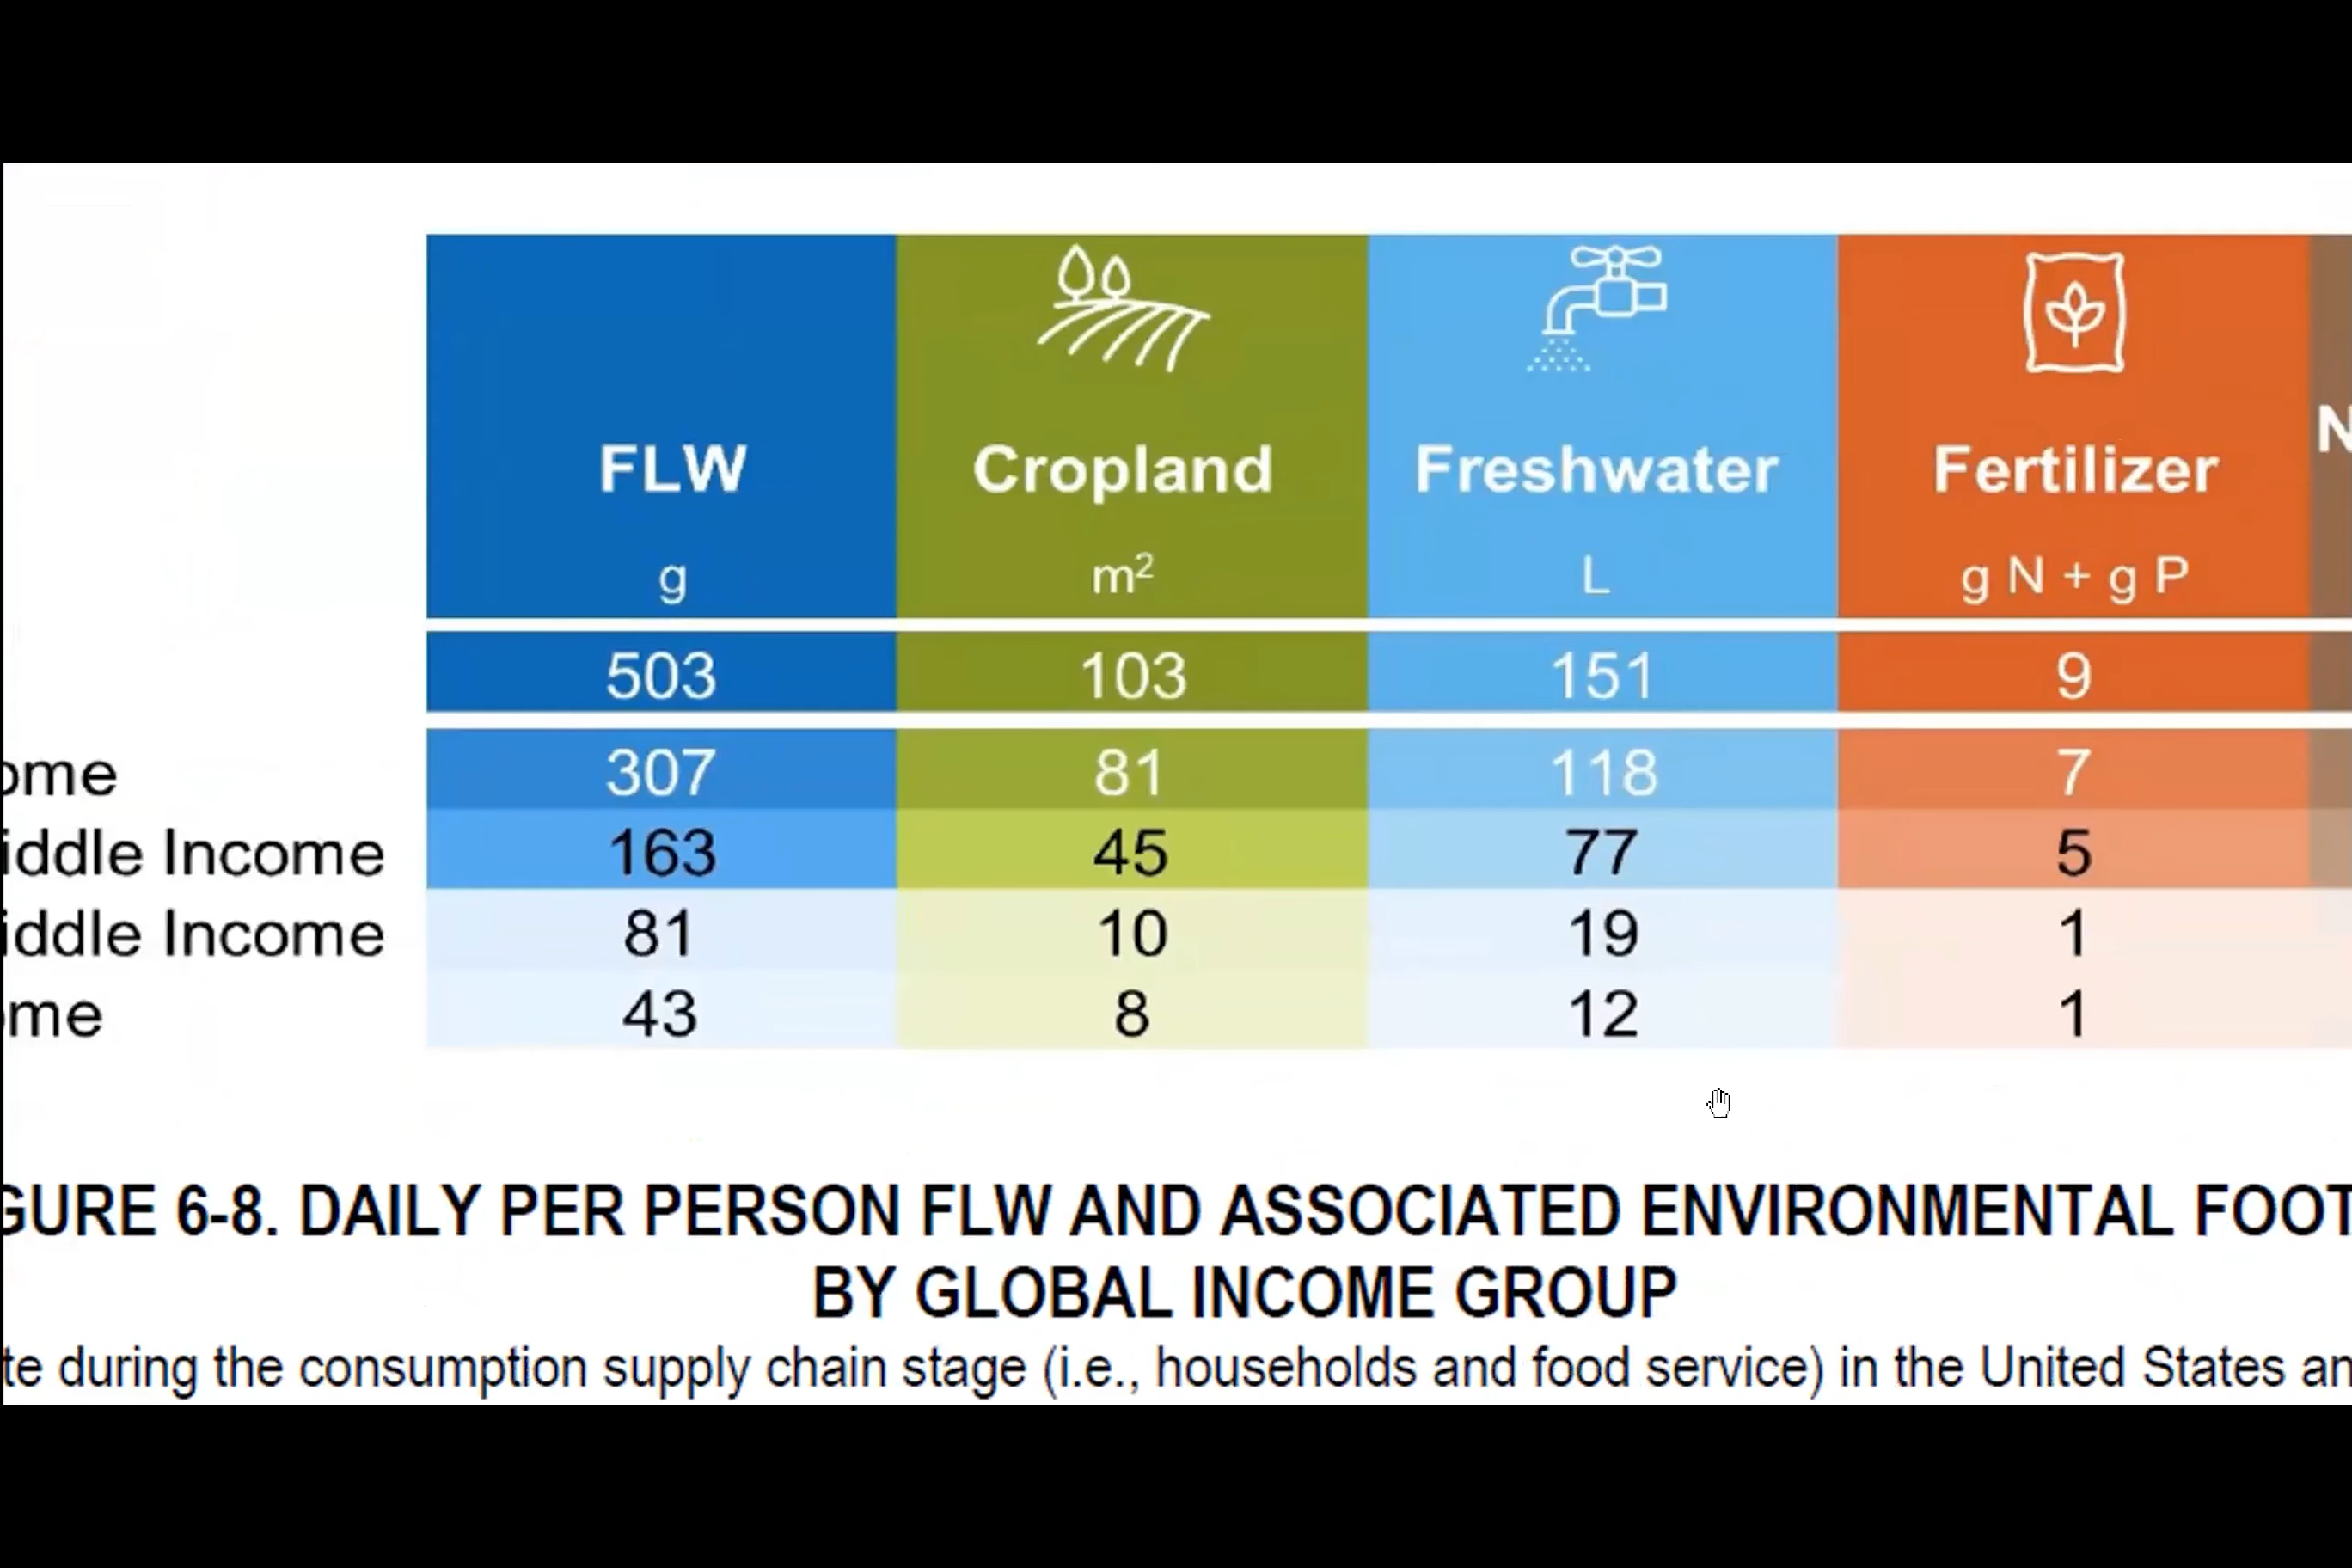 FLW Cropland Freshwater Fertilizer N
g m² L g N + g P
503 103 151 9
ome 307 81 118 7
iddle Income 163 45 77 5
iddle Income 81 10 19 1
ome 43 8 12 1
GURE 6-8. DAILY PER PERSON FLW AND ASSOCIATED ENVIRONMENTAL FOOT
BY GLOBAL INCOME GROUP
te during the consumption supply chain stage (i.e., households and food service) in the United States an